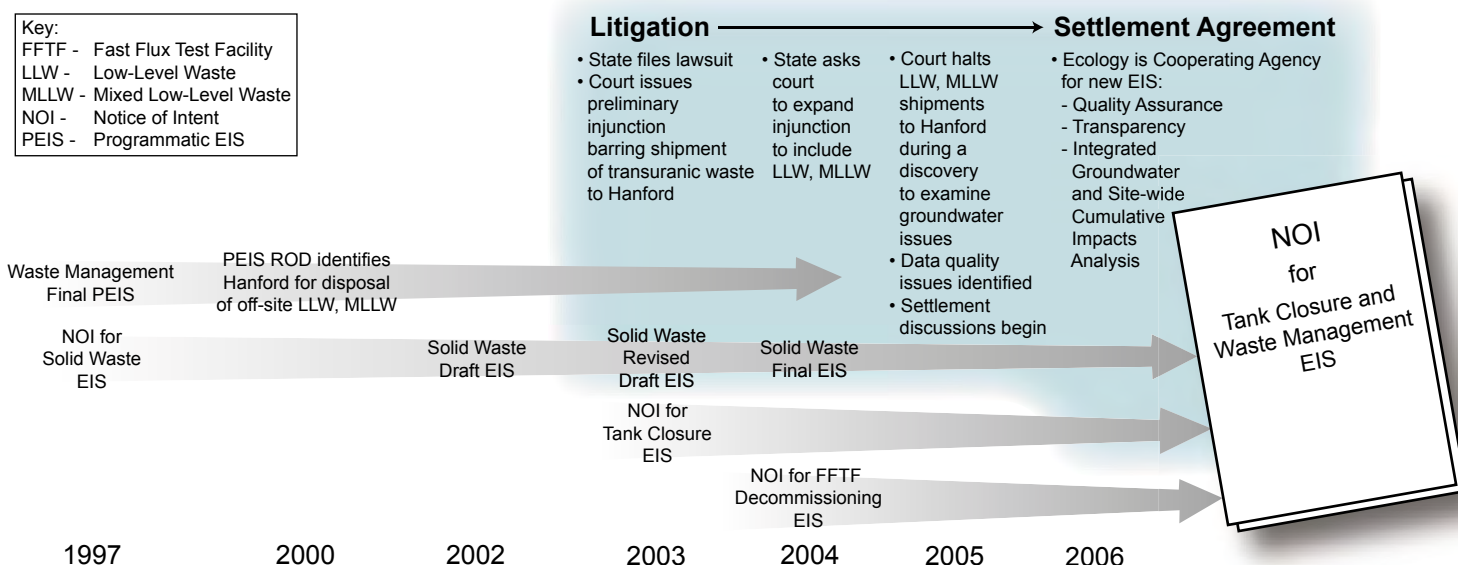 Key:
FFTF - Fast Flux Test Facility
LLW - Low-Level Waste
MLLW - Mixed Low-Level Waste
NOI - Notice of Intent
PEIS - Programmatic EIS
Litigation
Settlement Agreement
• State files lawsuit
• Court issues
preliminary
injunction
barring shipment
of transuranic waste
to Hanford
• State asks
court
to expand
injunction
to include
LLW, MLLW
• Court halts
LLW, MLLW
shipments
to Hanford
during a
discovery
to examine
groundwater
issues
• Data quality
issues identified
• Settlement
discussions begin
• Ecology is Cooperating Agency
for new EIS:
- Quality Assurance
- Transparency
- Integrated
Groundwater
and Site-wide
Cumulative
Impacts
Analysis
Waste Management
Final PEIS
PEIS ROD identifies
Hanford for disposal
of off-site LLW, MLLW
NOI for
Solid Waste
EIS
Solid Waste
Draft EIS
Solid Waste
Revised
Draft EIS
Solid Waste
Final EIS
NOI for
Tank Closure
EIS
NOI for FFTF
Decommissioning
EIS
NOI
for
Tank Closure and
Waste Management
EIS
1997
2000
2002
2003
2004
2005
2006